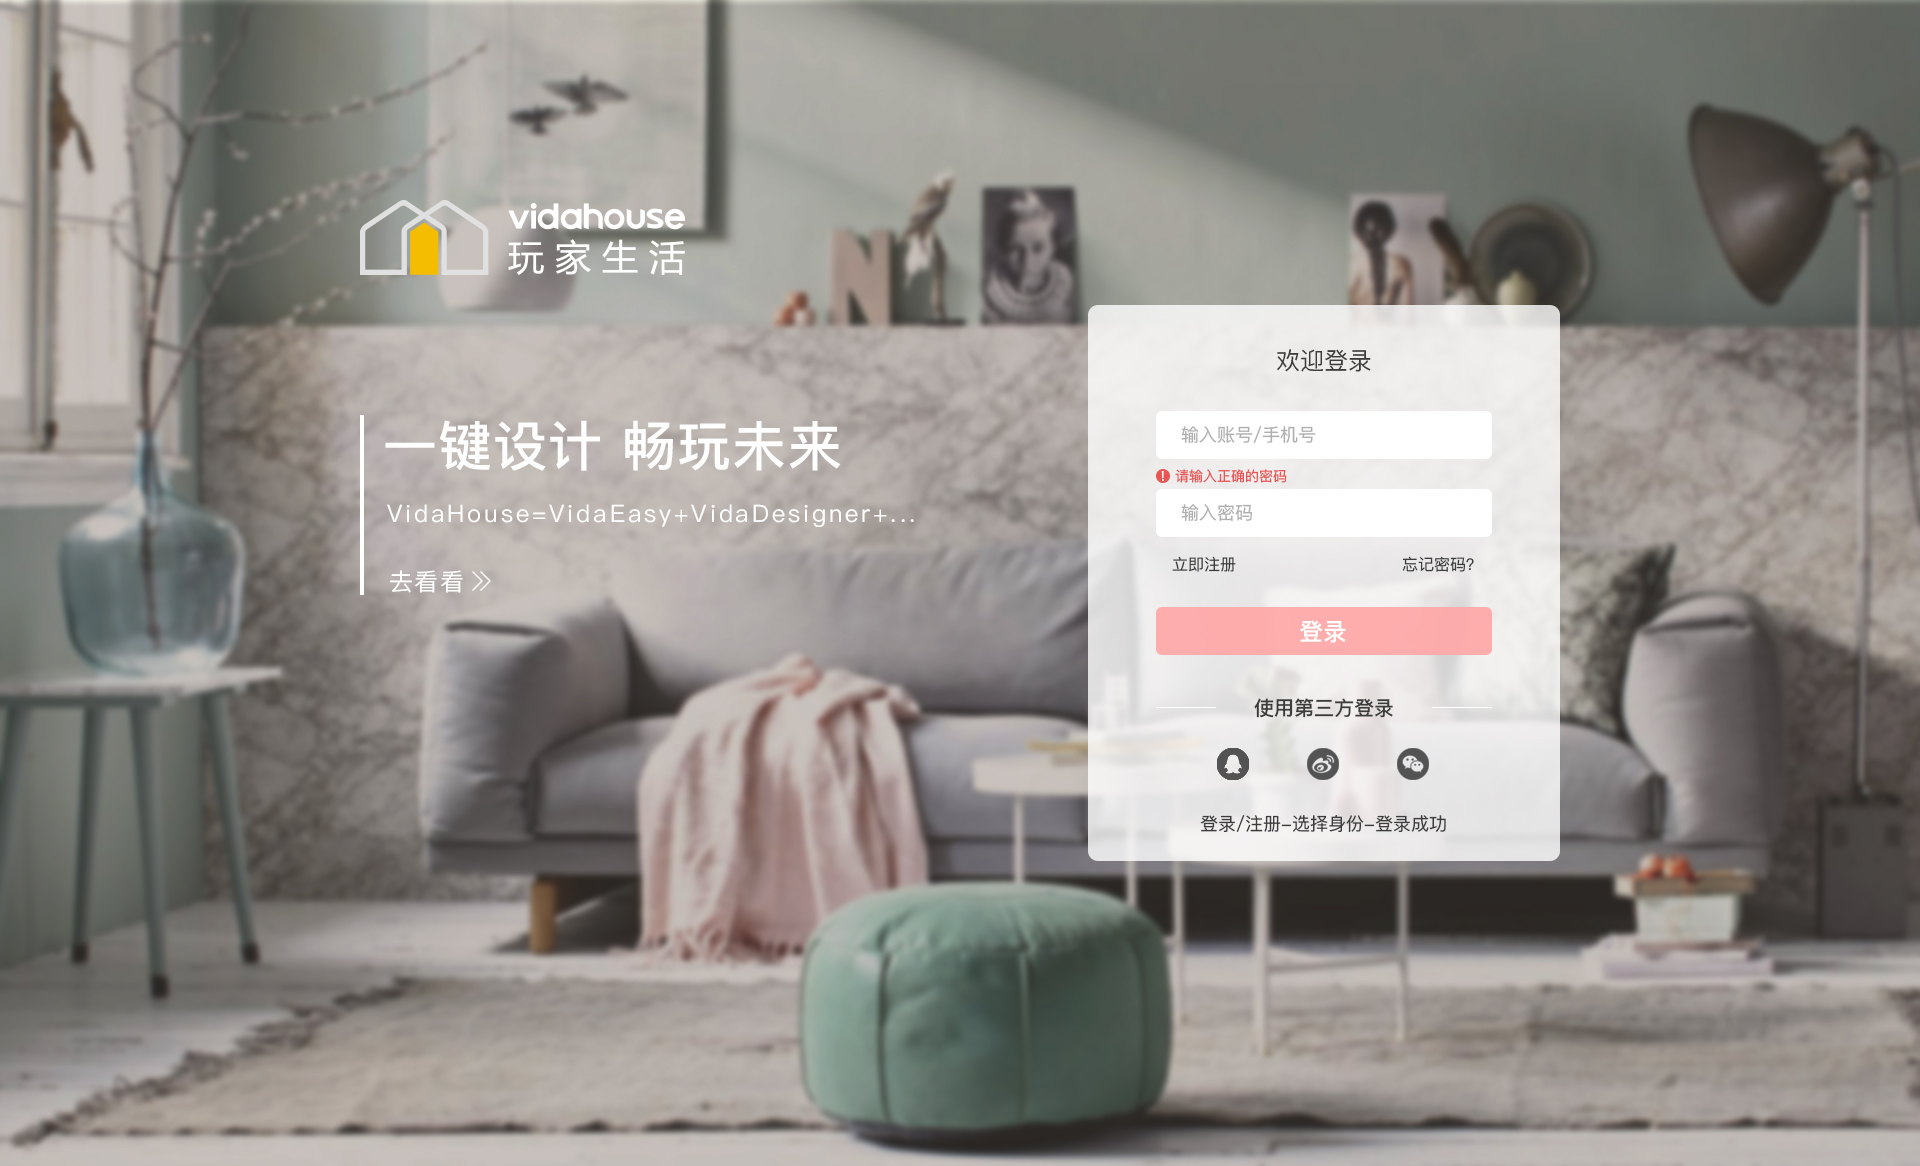 vidahouse
玩家生活
一键设计 畅玩未来
VidaHouse=VidaEasy+VidaDesigner+...
去看看
欢迎登录
输入账号/手机号
请输入正确的密码
输入密码
立即注册 忘记密码?
登录
使用第三方登录
登录/注册-选择身份-登录成功
N